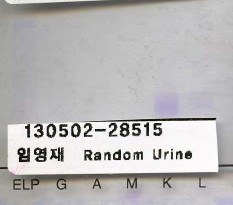 130502-28515
임영재 Random Urine
ELP G A M K L